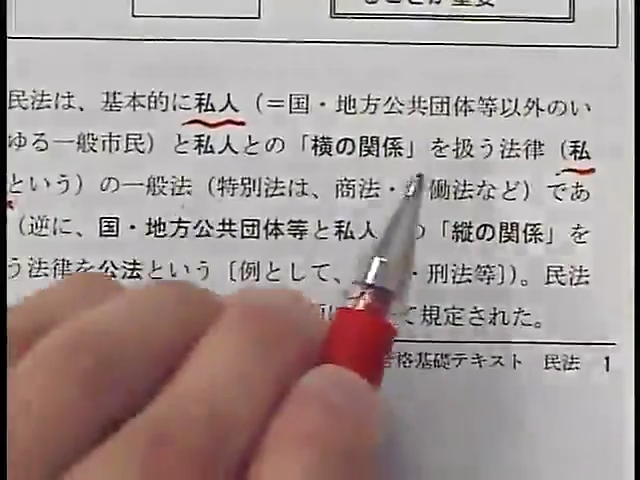 ることが重要
民法は、基本的に私人（＝国・地方公共団体等以外のい
ゆる一般市民）と私人との「横の関係」を扱う法律（私
という）の一般法（特別法は、商法・働法など）であ
（逆に、国・地方公共団体等と私人の「縦の関係」を
う法律を公法という〔例として、・刑法等〕）。民法
て規定された。
合格基礎テキスト 民法 1